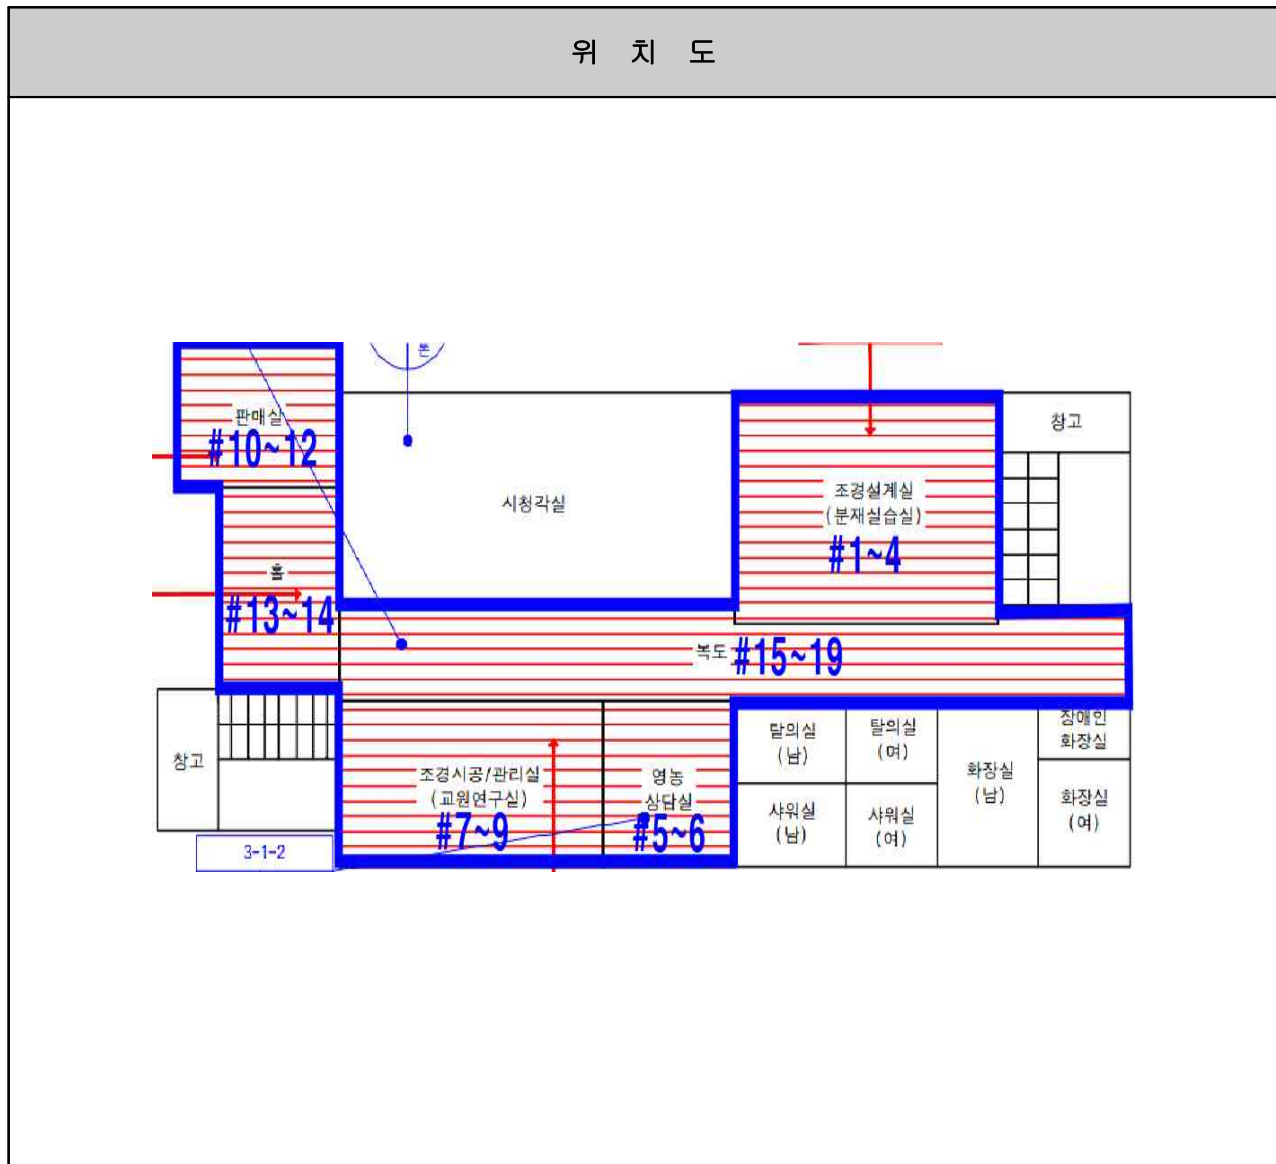 위 치 도
톤
판매실
#10~12
창고
시청각실
조경설계실
(분재실습실)
#1~4
홀
#13~14
복도 #15~19
창고
조경시공/관리실
(교원연구실)
#7~9
영농
상담실
#5~6
탈의실
(남)
탈의실
(여)
화장실
(남)
장애인
화장실
샤워실
(남)
샤워실
(여)
화장실
(여)
3-1-2